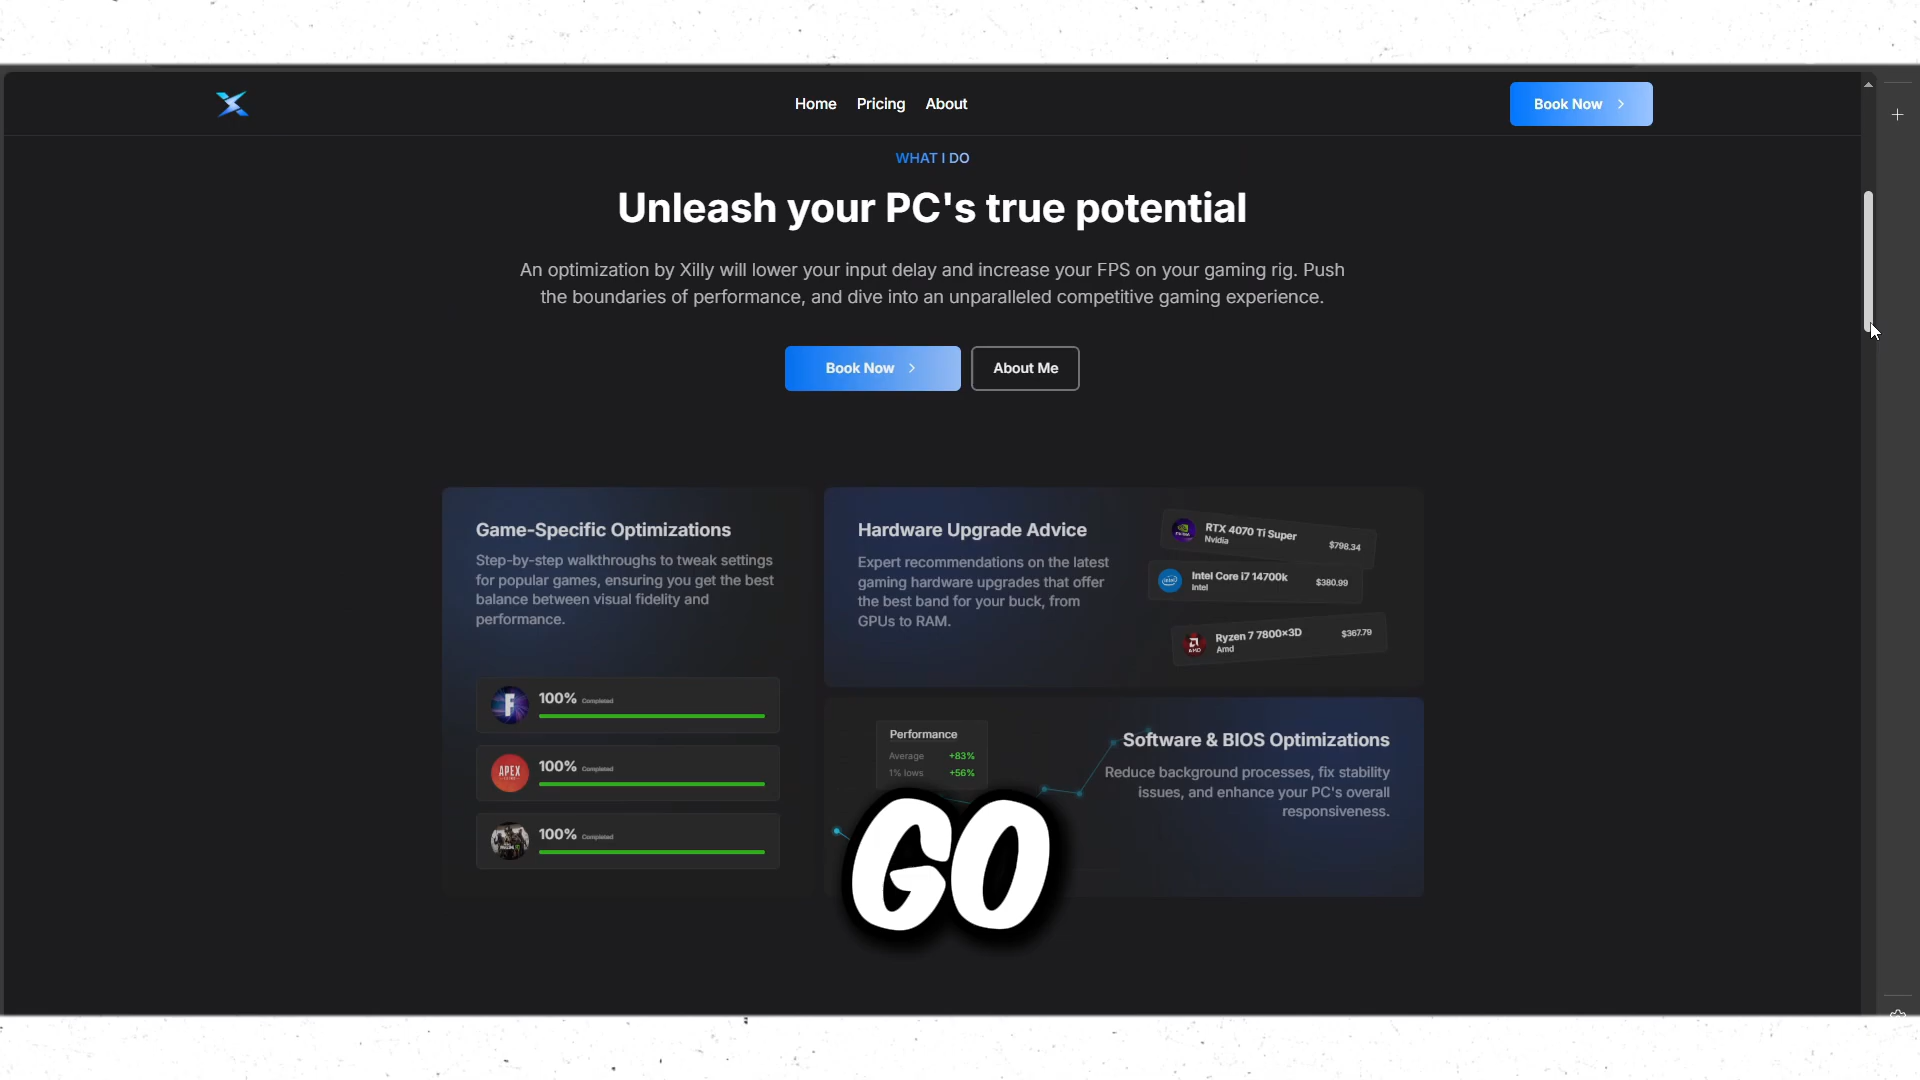 Home Pricing About
Book Now
WHAT I DO
Unleash your PC's true potential
An optimization by Xilly will lower your input delay and increase your FPS on your gaming rig. Push
the boundaries of performance, and dive into an unparalleled competitive gaming experience.
Book Now
About Me
Game-Specific Optimizations
Step-by-step walkthroughs to tweak settings
for popular games, ensuring you get the best
balance between visual fidelity and
performance.
F
100% Completed
APEX
100% Completed
100% Completed
Hardware Upgrade Advice
Expert recommendations on the latest
gaming hardware upgrades that offer
the best band for your buck, from
GPUs to RAM.
RTX 4070 Ti Super
Nvidia
$798.34
intel
Intel Core i7 14700k
Intel
$380.99
AMD
Ryzen 7 7800x3D
Amd
$367.79
Performance
Average +83%
1% lows +56%
Software & BIOS Optimizations
Reduce background processes, fix stability
issues, and enhance your PC's overall
responsiveness.
GO